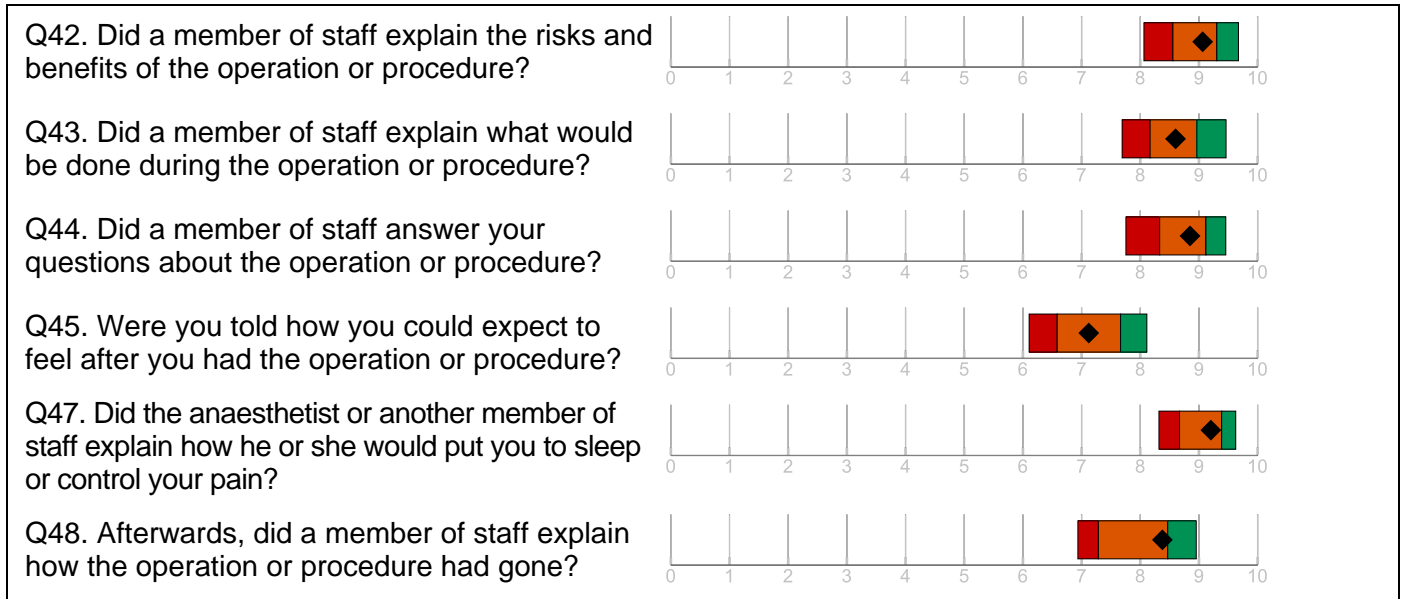 Q42. Did a member of staff explain the risks and
benefits of the operation or procedure?
0 1 2 3 4 5 6 7 8 9 10
Q43. Did a member of staff explain what would
be done during the operation or procedure?
0 1 2 3 4 5 6 7 8 9 10
Q44. Did a member of staff answer your
questions about the operation or procedure?
0 1 2 3 4 5 6 7 8 9 10
Q45. Were you told how you could expect to
feel after you had the operation or procedure?
0 1 2 3 4 5 6 7 8 9 10
Q47. Did the anaesthetist or another member of
staff explain how he or she would put you to sleep
or control your pain?
0 1 2 3 4 5 6 7 8 9 10
Q48. Afterwards, did a member of staff explain
how the operation or procedure had gone?
0 1 2 3 4 5 6 7 8 9 10